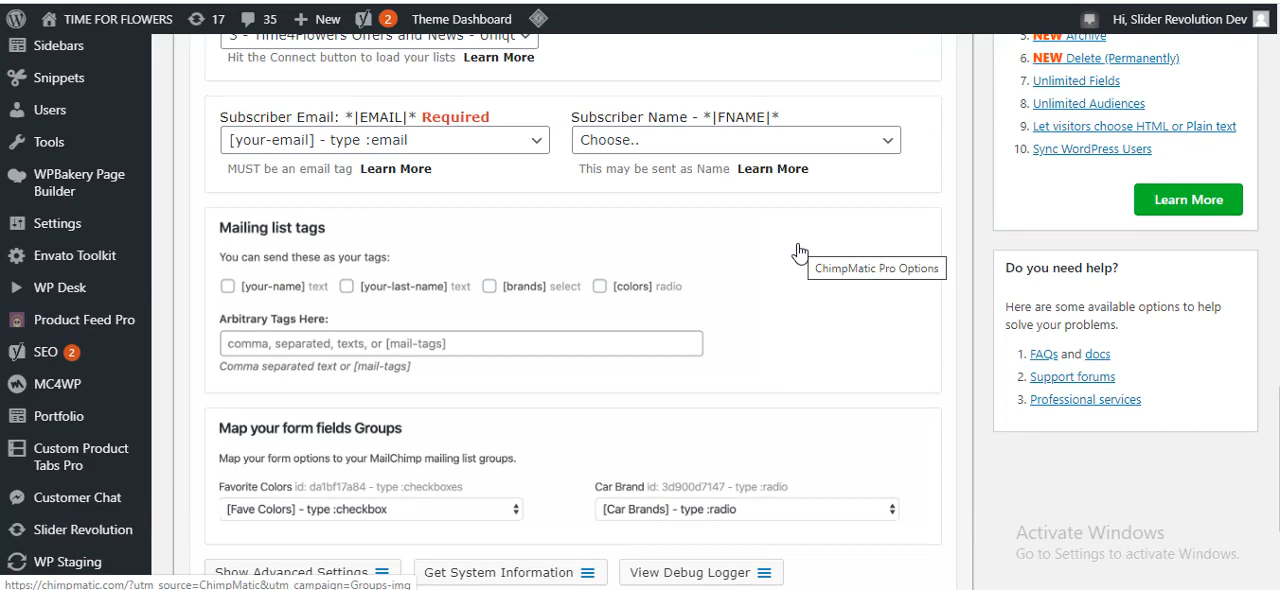 TIME FOR FLOWERS 17 35 New 2 Theme Dashboard Hi, Slider Revolution Dev
Sidebars
Snippets
Users
Tools
WPBakery Page
Builder
Settings
Envato Toolkit
WP Desk
Product Feed Pro
SEO 2
MC4WP
Portfolio
Custom Product
Tabs Pro
Customer Chat
Slider Revolution
WP Staging
3 - Time4Flowers Offers and News - Uniqt
Hit the Connect button to load your lists Learn More
Subscriber Email: *|EMAIL|* Required
[your-email] - type :email
MUST be an email tag Learn More
Subscriber Name - *|FNAME|*
Choose..
This may be sent as Name Learn More
Mailing list tags
You can send these as your tags:
[your-name] text [your-last-name] text [brands] select [colors] radio
Arbitrary Tags Here:
comma, separated, texts, or [mail-tags]
Comma separated text or [mail-tags]
ChimpMatic Pro Options
Map your form fields Groups
Map your form options to your MailChimp mailing list groups.
Favorite Colors id: da1bf17a84 - type :checkboxes
[Fave Colors] - type :checkbox
Car Brand id: 3d900d7147 - type :radio
[Car Brands] - type :radio
Show Advanced Settings Get System Information View Debug Logger
5. NEW Archive
6. NEW Delete (Permanently)
7. Unlimited Fields
8. Unlimited Audiences
9. Let visitors choose HTML or Plain text
10. Sync WordPress Users
Learn More
Do you need help?
Here are some available options to help
solve your problems.
1. FAQs and docs
2. Support forums
3. Professional services
Activate Windows
Go to Settings to activate Windows.
https://chimpmatic.com/?utm_source=ChimpMatic&utm_campaign=Groups-img